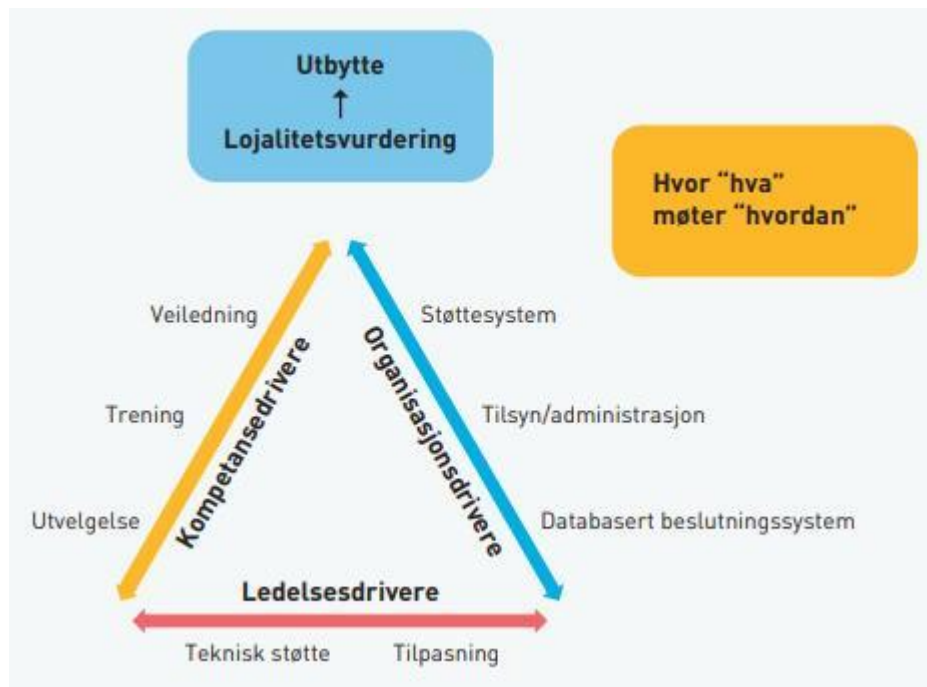 Utbytte
↑
Lojalitetsvurdering
Hvor “hva”
møter “hvordan”
Veiledning
Trening
Utvelgelse
Kompetansedrivere
Organisasjonsdrivere
Støttesystem
Tilsyn/administrasjon
Databasert beslutningssystem
Ledelsesdrivere
Teknisk støtte
Tilpasning